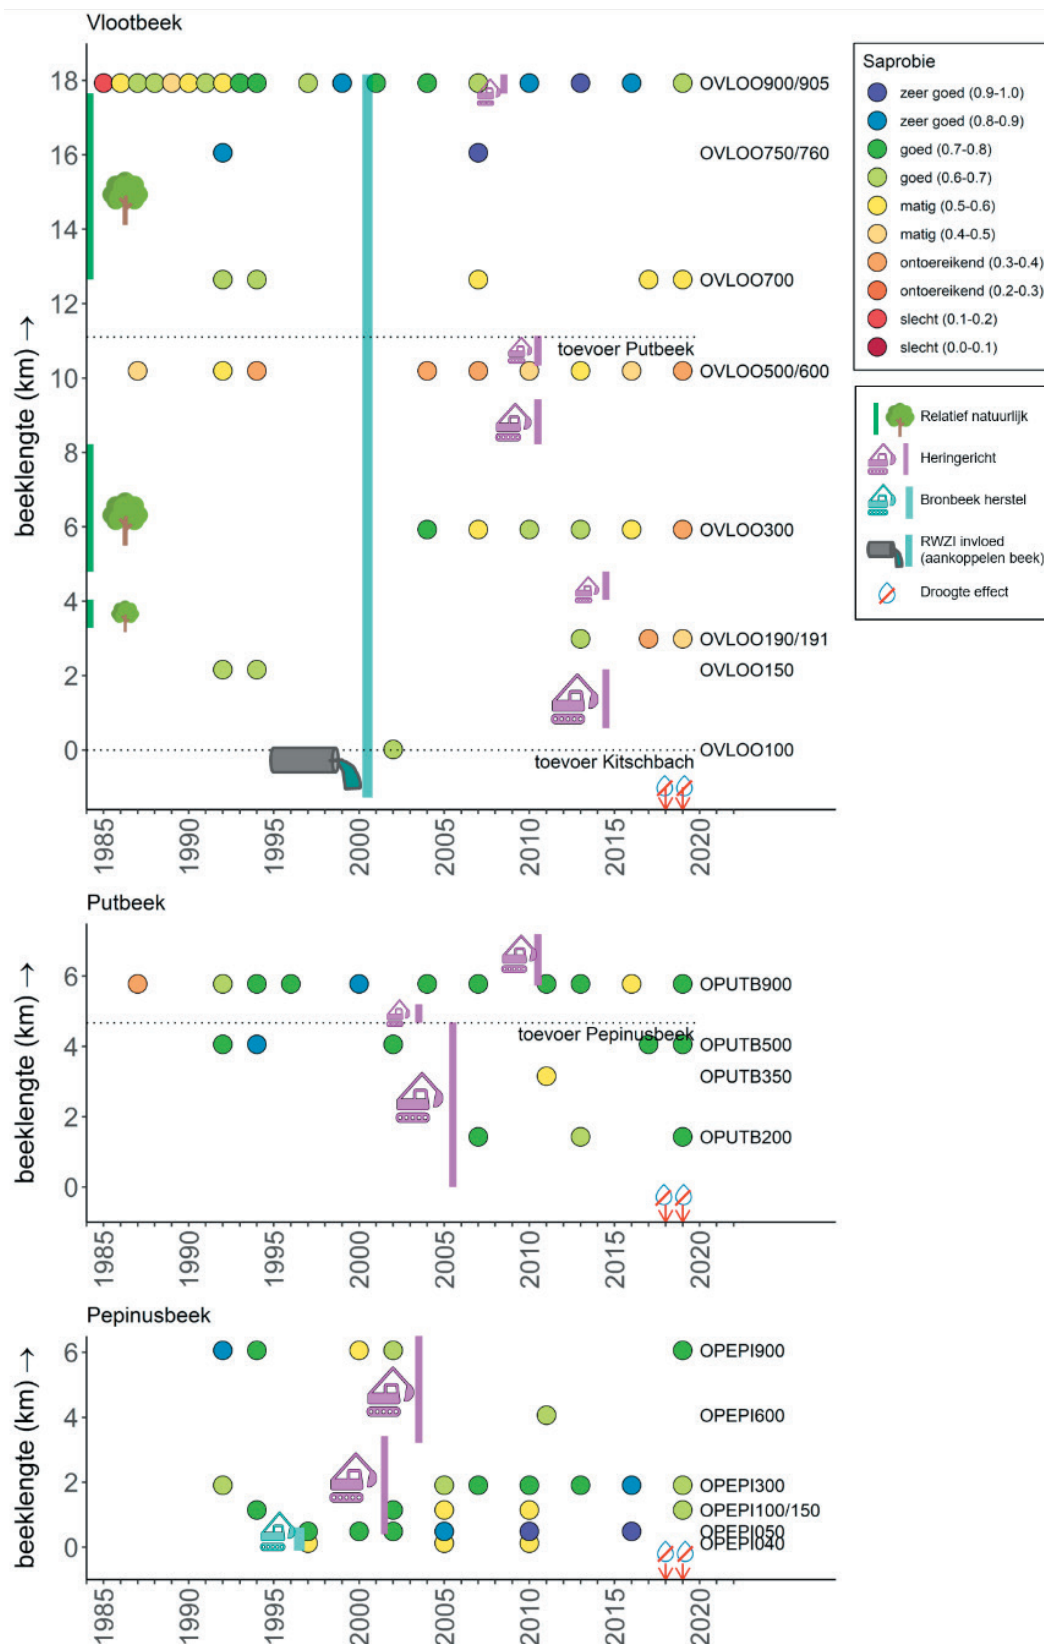 Vlootbeek
beeklengte (km) →
18
16
14
12
10
8
6
4
2
0
OVLOO900/905
OVLOO750/760
OVLOO700
toevoer Putbeek
OVLOO500/600
OVLOO300
OVLOO190/191
OVLOO150
OVLOO100
toevoer Kitschbach
1985
1990
1995
2000
2005
2010
2015
2020
Saprobie
zeer goed (0.9-1.0)
zeer goed (0.8-0.9)
goed (0.7-0.8)
goed (0.6-0.7)
matig (0.5-0.6)
matig (0.4-0.5)
ontoereikend (0.3-0.4)
ontoereikend (0.2-0.3)
slecht (0.1-0.2)
slecht (0.0-0.1)
Relatief natuurlijk
Heringericht
Bronbeek herstel
RWZI invloed
(aankoppelen beek)
Droogte effect
Putbeek
beeklengte (km) →
6
4
2
0
OPUTB900
toevoer Pepinusbeek
OPUTB500
OPUTB350
OPUTB200
1985
1990
1995
2000
2005
2010
2015
2020
Pepinusbeek
beeklengte (km) →
6
4
2
0
OPEPI900
OPEPI600
OPEPI300
OPEPI100/150
OPEPI050
OPEPI040
1985
1990
1995
2000
2005
2010
2015
2020